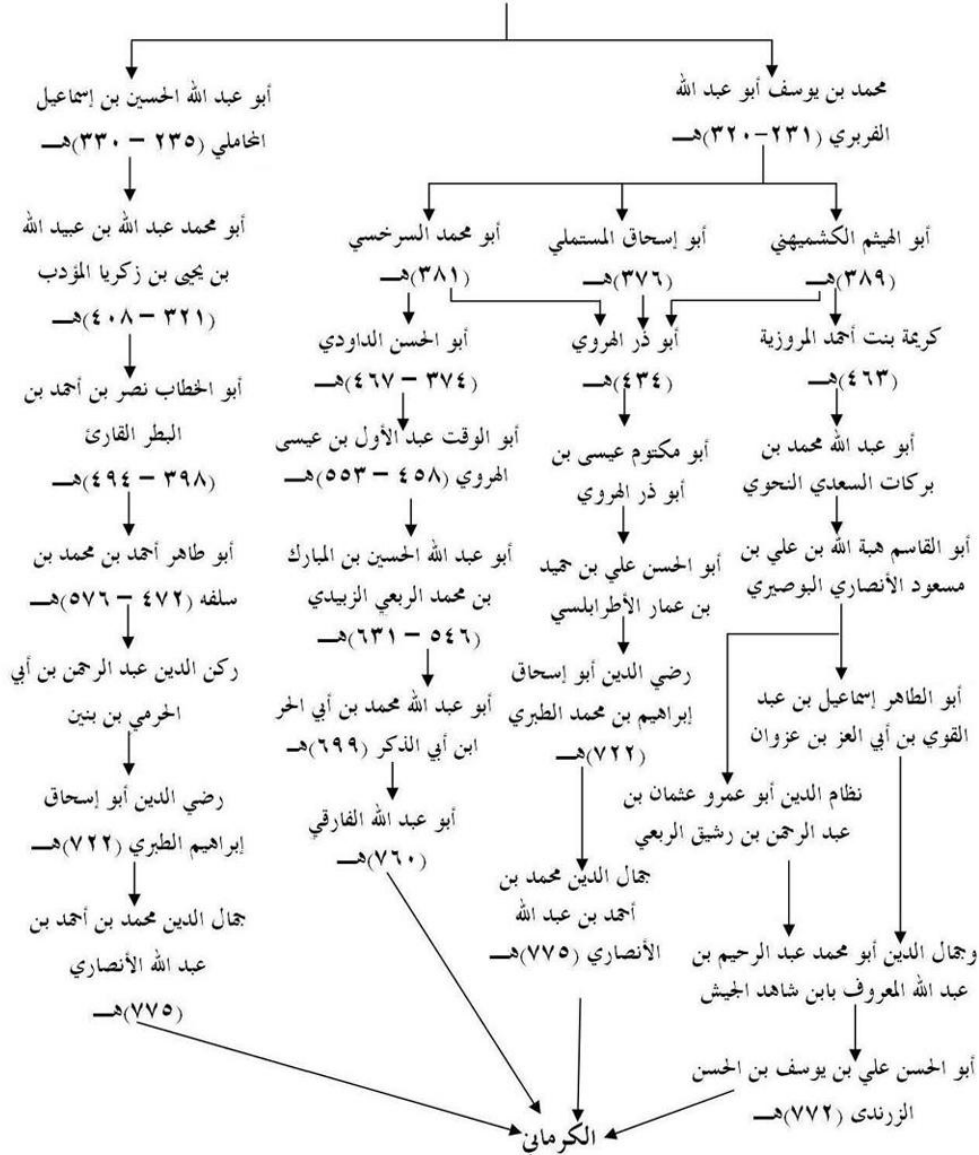 محمد بن يوسف أبو عبد الله
الفربري (٢٣١-٣٢٠)هـ
أبو عبد الله الحسين بن إسماعيل
المحاملي (٢٣٥ – ٣٣٠)هـ
أبو الهيثم الكشميهني
(٣٨٩)هـ
أبو إسحاق المستملي
(٣٧٦)هـ
أبو محمد السرخسي
(٣٨١)هـ
أبو محمد عبد الله بن عبيد الله
بن يحيى بن زكريا المؤدب
(٣٢١ – ٤٠٨)هـ
كريمة بنت أحمد المروزية
(٤٦٣)هـ
أبو ذر الهروي
(٤٣٤)هـ
أبو الحسن الداودي
(٣٧٤ – ٤٦٧)هـ
أبو الخطاب نصر بن أحمد بن
البطر القارئ
(٣٩٨ – ٤٩٤)هـ
أبو عبد الله محمد بن
بركات السعدي النحوي
أبو مكتوم عيسى بن
أبو ذر الهروي
أبو الوقت عبد الأول بن عيسى
الهروي (٤٥٨ – ٥٥٣)هـ
أبو طاهر أحمد بن محمد بن
سلفه (٤٧٢ – ٥٧٦)هـ
أبو القاسم هبة الله بن علي بن
مسعود الأنصاري البوصيري
أبو الحسن علي بن حميد
بن عمار الأطرابلسي
أبو عبد الله الحسين بن المبارك
بن محمد الربعي الزبيدي
(٥٤٦ – ٦٣١)هـ
ركن الدين عبد الرحمن بن أبي
الحرمي بن بنين
أبو الطاهر إسماعيل بن عبد
القوي بن أبي العز بن عزوان
رضي الدين أبو إسحاق
إبراهيم بن محمد الطبري
(٧٢٢)هـ
أبو عبد الله محمد بن أبي الحر
ابن أبي الذكر (٦٩٩)هـ
رضي الدين أبو إسحاق
إبراهيم الطبري (٧٢٢)هـ
نظام الدين أبو عمرو عثمان بن
عبد الرحمن بن رشيق الربعي
أبو عبد الله الفارقي
(٧٦٠)هـ
جمال الدين محمد بن
أحمد بن عبد الله
الأنصاري (٧٧٥)هـ
جمال الدين محمد بن أحمد بن
عبد الله الأنصاري
(٧٧٥)هـ
وجمال الدين أبو محمد عبد الرحيم بن
عبد الله المعروف بابن شاهد الجيش
أبو الحسن علي بن يوسف بن الحسن
الزرندى (٧٧٢)هـ
الكرماني